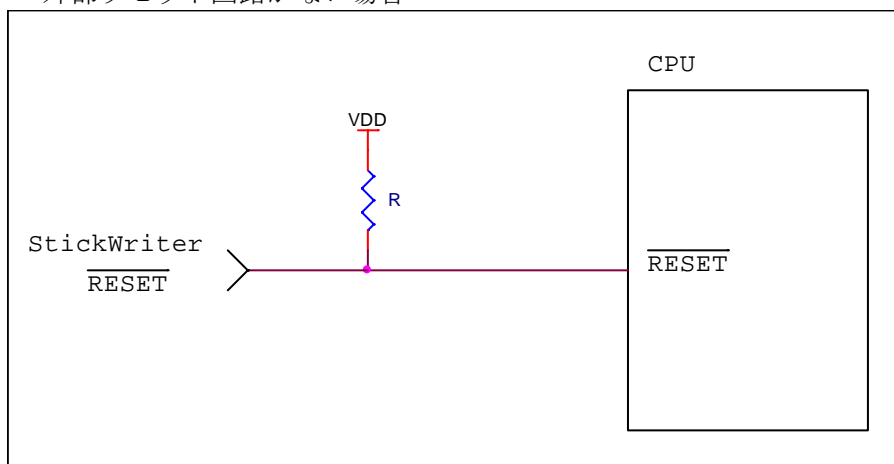 CPU
VDD
R
StickWriter
RESET
RESET